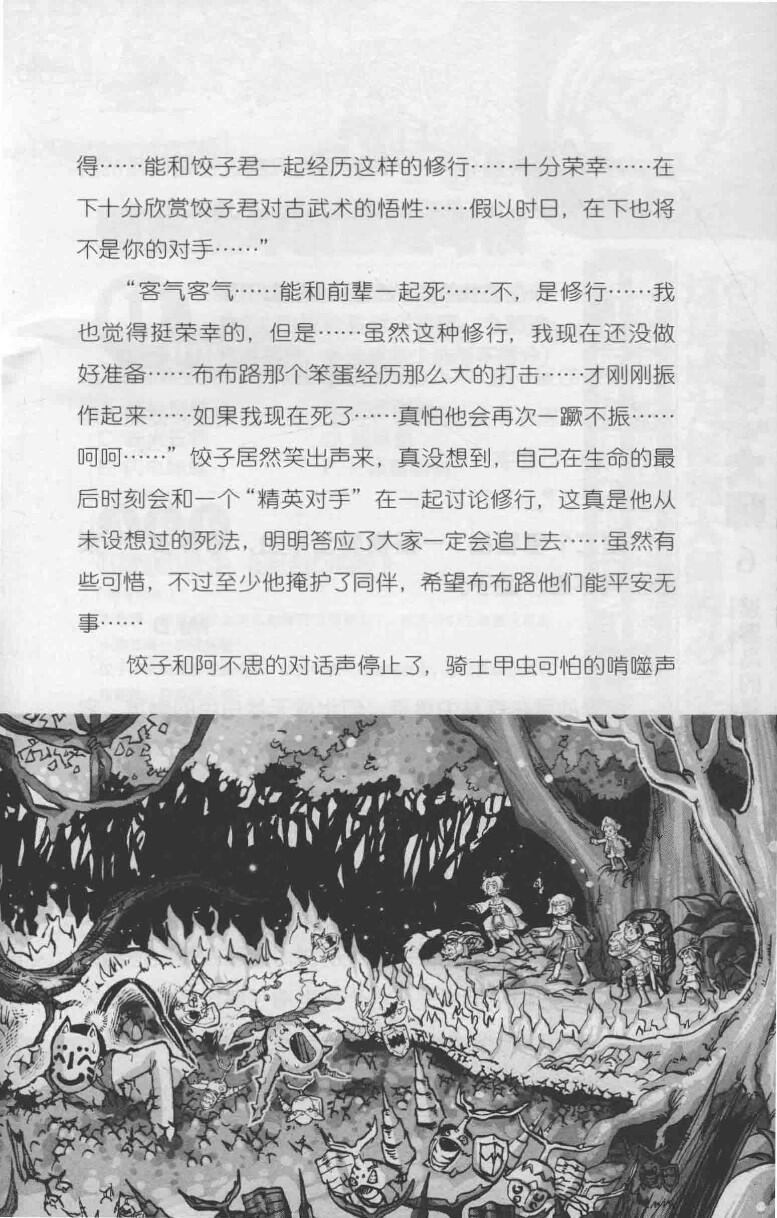 得……能和饺子君一起经历这样的修行……十分荣幸……在
下十分欣赏饺子君对古武术的悟性……假以时日，在下也将
不是你的对手……”
“客气客气……能和前辈一起死……不，是修行……我
也觉得挺荣幸的，但是……虽然这种修行，我现在还没做
好准备……布布路那个笨蛋经历那么大的打击……才刚刚振
作起来……如果我现在死了……真怕他会再次一蹶不振……
呵呵……”饺子居然笑出声来，真没想到，自己在生命的最
后时刻会和一个“精英对手”在一起讨论修行，这真是他从
未设想过的死法，明明答应了大家一定会追上去……虽然有
些可惜，不过至少他掩护了同伴，希望布布路他们能平安无
事……
饺子和阿不思的对话声停止了，骑士甲虫可怕的啃噬声